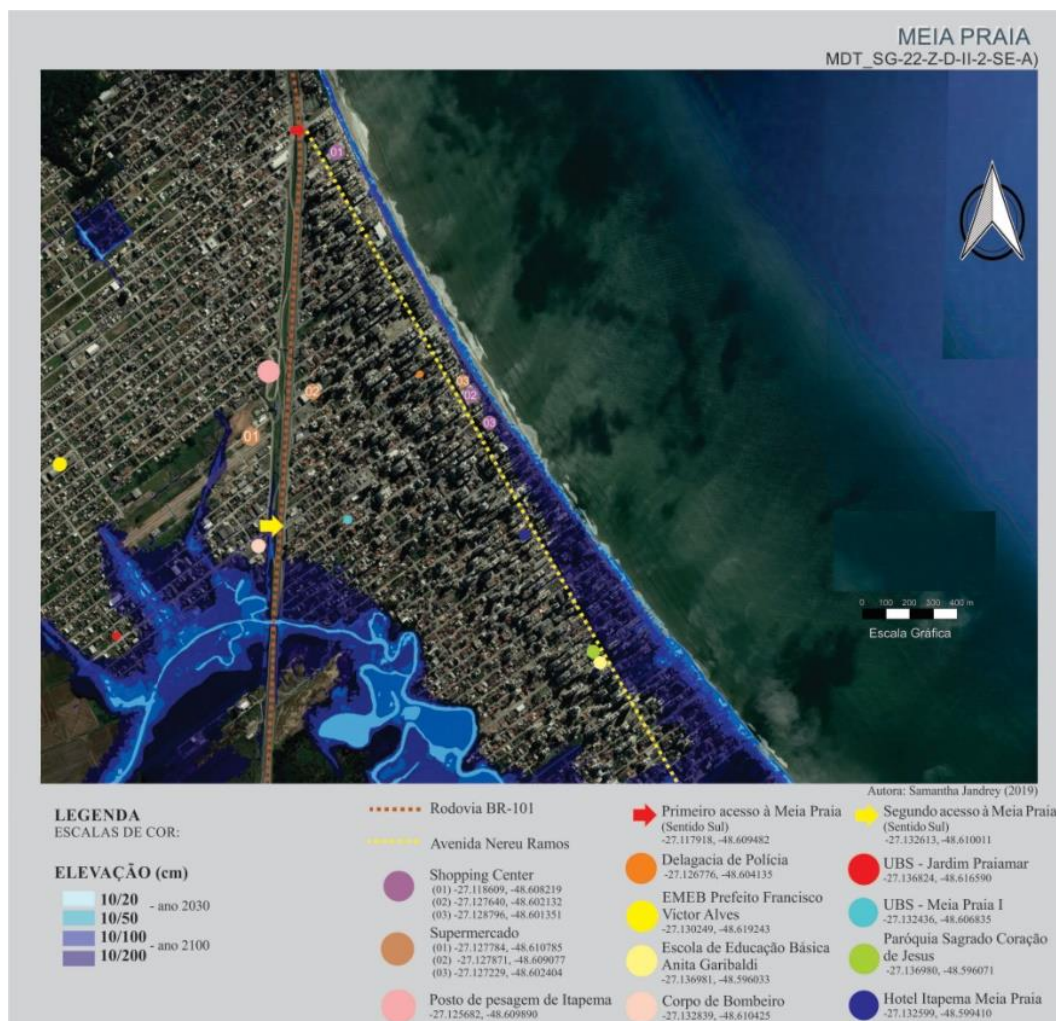 MEIA PRAIA
MDT_SG-22-Z-D-II-2-SE-A)
01
02
03
02
03
01
0 100 200 300 400 m
Escala Gráfica
Autora: Samantha Jandrey (2019)
LEGENDA
ESCALAS DE COR:
ELEVAÇÃO (cm)
10/20
10/50
- ano 2030
10/100
10/200
- ano 2100
Rodovia BR-101
Avenida Nereu Ramos
Shopping Center
(01) -27.118609, -48.608219
(02) -27.127640, -48.602132
(03) -27.128796, -48.601351
Supermercado
(01) -27.127784, -48.610785
(02) -27.127871, -48.609077
(03) -27.127229, -48.602404
Posto de pesagem de Itapema
-27.125682, -48.609890
Primeiro acesso à Meia Praia
(Sentido Sul)
-27.117918, -48.609482
Delagacia de Polícia
-27.126776, -48.604135
EMEB Prefeito Francisco
Victor Alves
-27.130249, -48.619243
Escola de Educação Básica
Anita Garibaldi
-27.136981, -48.596033
Corpo de Bombeiro
-27.132839, -48.610425
Segundo acesso à Meia Praia
(Sentido Sul)
-27.132613, -48.610011
UBS - Jardim Praiamar
-27.136824, -48.616590
UBS - Meia Praia I
-27.132436, -48.606835
Paróquia Sagrado Coração
de Jesus
-27.136980, -48.596071
Hotel Itapema Meia Praia
-27.132599, -48.599410